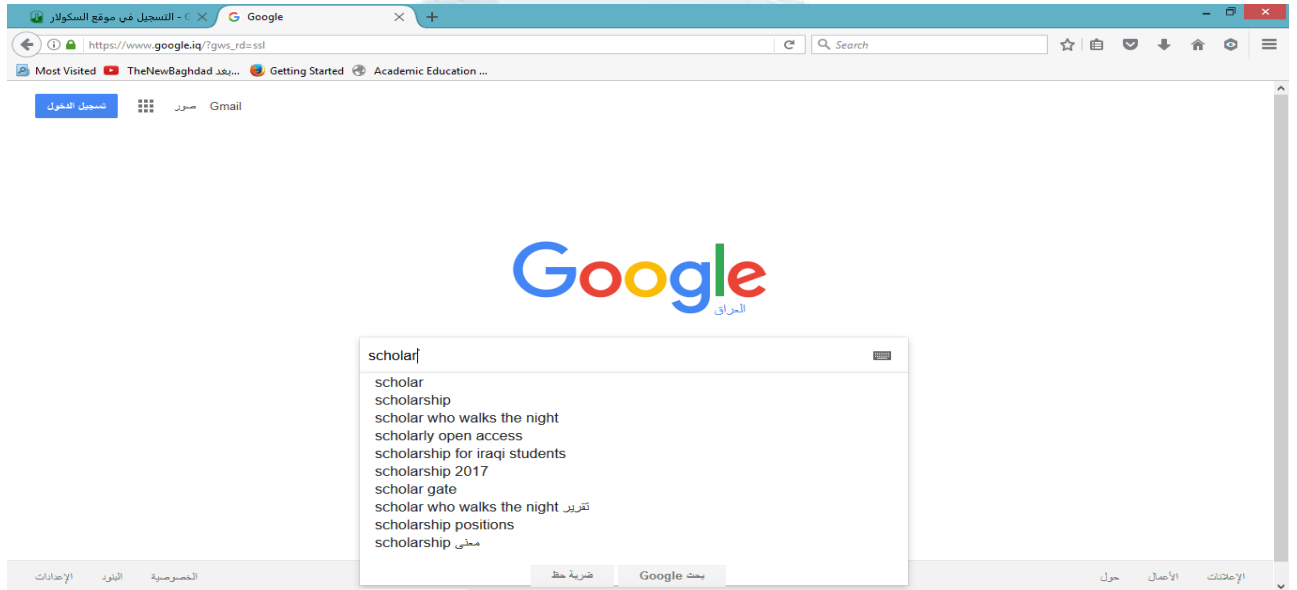 التسجيل في موقع السكولار - C
Google
https://www.google.iq/?gws_rd=ssl
Search
Most Visited
TheNewBaghdad بغد...
Getting Started
Academic Education ...
تسجيل الدخول
صور
Gmail
Google
العراق
scholar
scholar
scholarship
scholar who walks the night
scholarly open access
scholarship for iraqi students
scholarship 2017
scholar gate
scholar who walks the night تقرير
scholarship positions
scholarship معنى
بحث Google
ضربة حظ
الإعلانات
الأعمال
حول
الخصوصية
البنود
الإعدادات